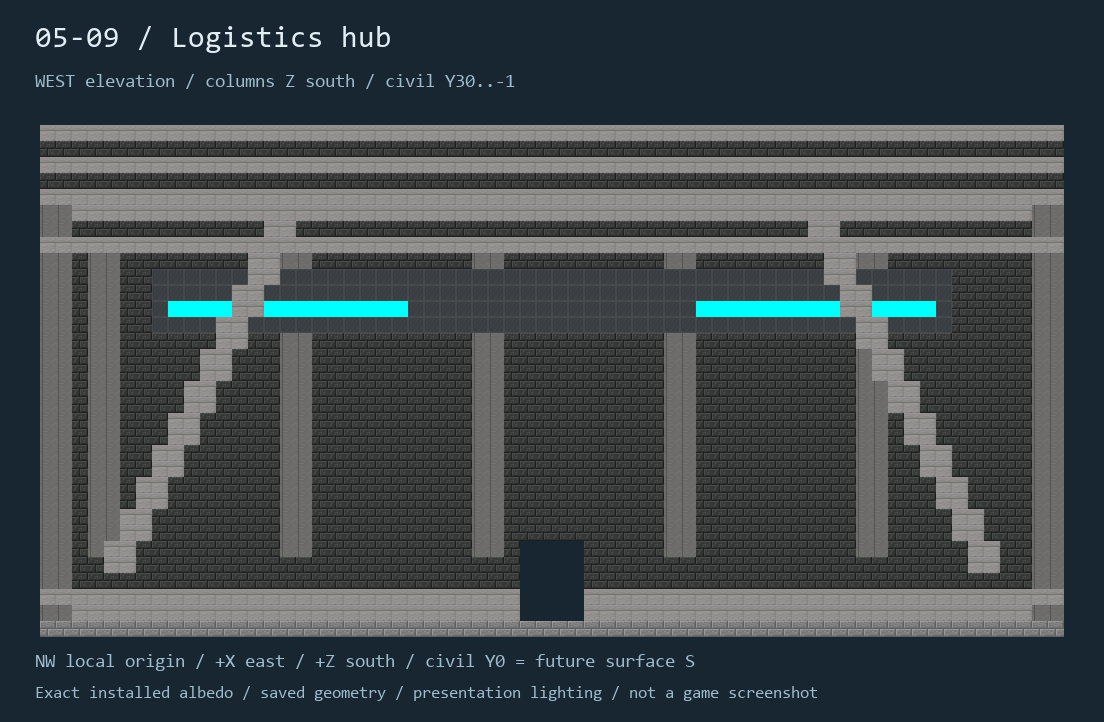 05-09 / Logistics hub
WEST elevation / columns Z south / civil Y30..-1
NW local origin / +X east / +Z south / civil Y0 = future surface S
Exact installed albedo / saved geometry / presentation lighting / not a game screenshot